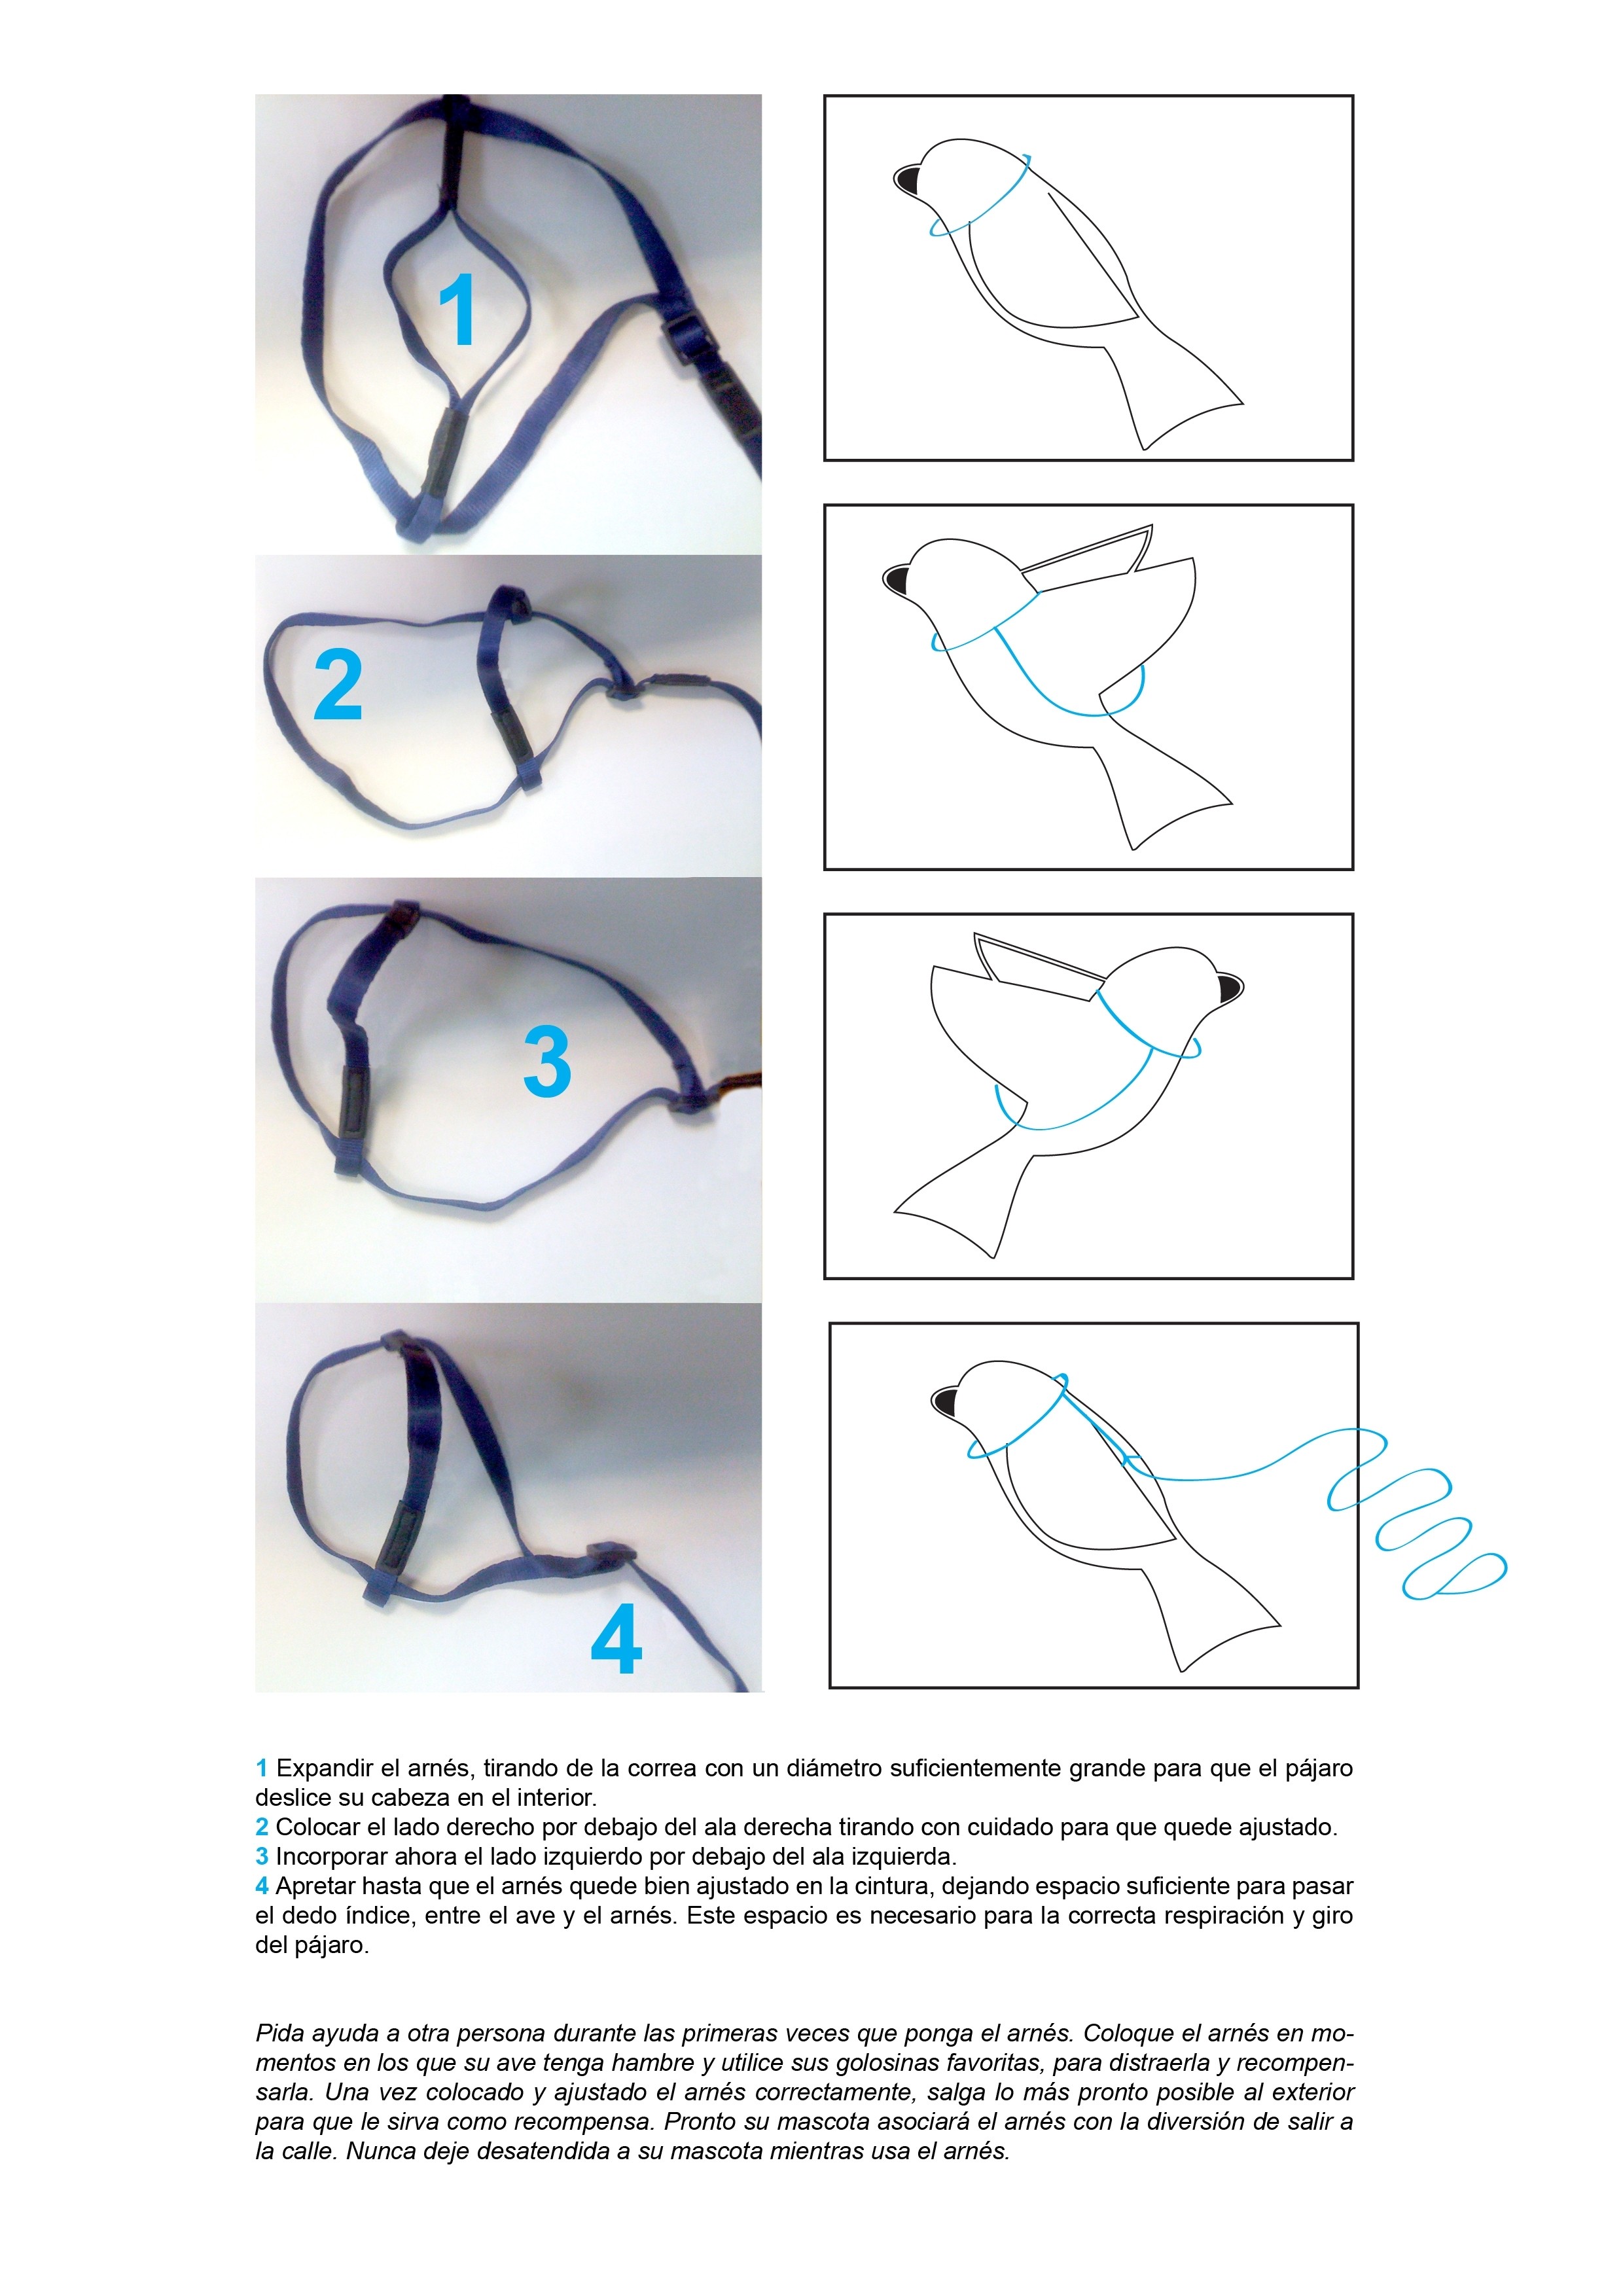 1
2
3
4
1 Expandir el arnés, tirando de la correa con un diámetro suficientemente grande para que el pájaro
deslice su cabeza en el interior.
2 Colocar el lado derecho por debajo del ala derecha tirando con cuidado para que quede ajustado.
3 Incorporar ahora el lado izquierdo por debajo del ala izquierda.
4 Apretar hasta que el arnés quede bien ajustado en la cintura, dejando espacio suficiente para pasar
el dedo índice, entre el ave y el arnés. Este espacio es necesario para la correcta respiración y giro
del pájaro.
Pida ayuda a otra persona durante las primeras veces que ponga el arnés. Coloque el arnés en mo-
mentos en los que su ave tenga hambre y utilice sus golosinas favoritas, para distraerla y recompen-
sarla. Una vez colocado y ajustado el arnés correctamente, salga lo más pronto posible al exterior
para que le sirva como recompensa. Pronto su mascota asociará el arnés con la diversión de salir a
la calle. Nunca deje desatendida a su mascota mientras usa el arnés.